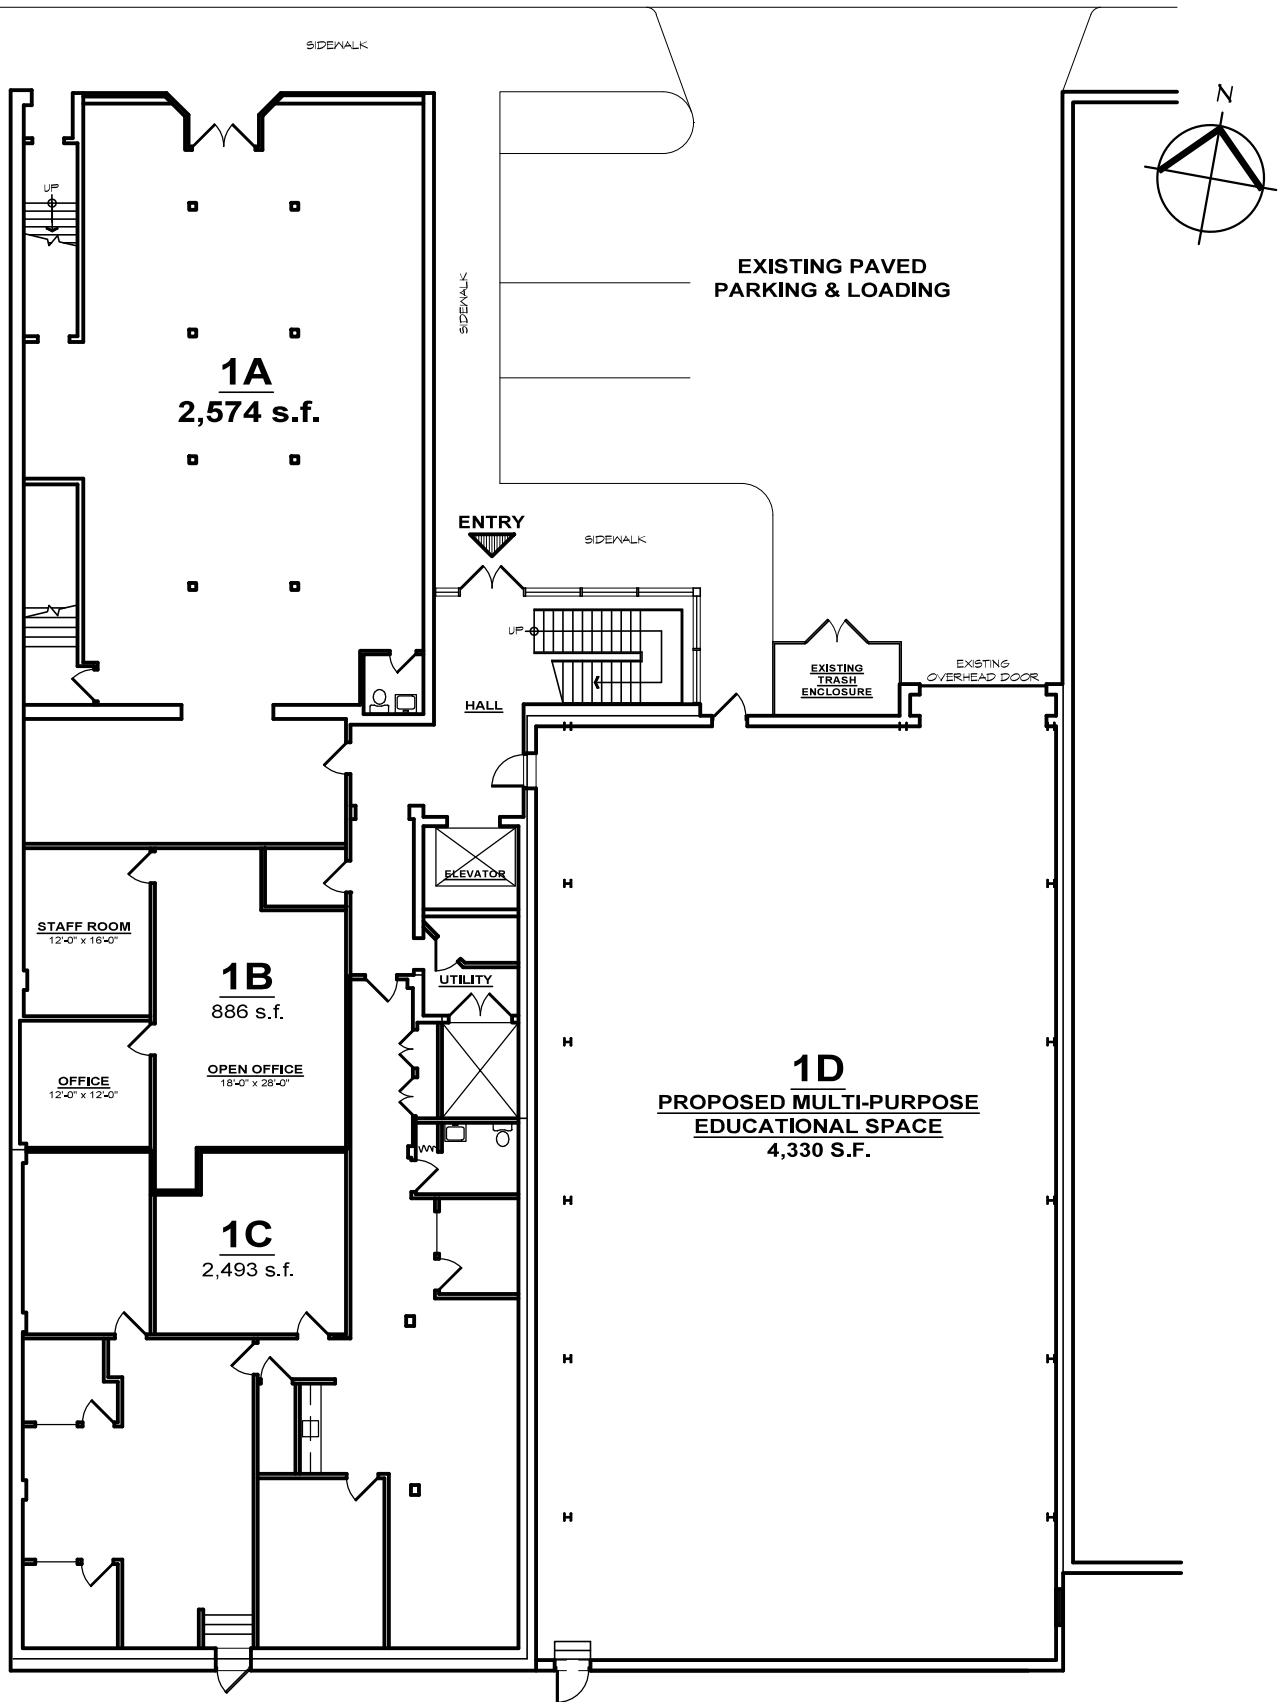 SIDEWALK
N
UP
SIDEWALK
EXISTING PAVED
PARKING & LOADING
1A
2,574 s.f.
ENTRY
SIDEWALK
UP
HALL
EXISTING
TRASH
ENCLOSURE
EXISTING
OVERHEAD DOOR
ELEVATOR
STAFF ROOM
12'-0" x 16'-0"
1B
886 s.f.
UTILITY
OPEN OFFICE
18'-0" x 28'-0"
OFFICE
12'-0" x 12'-0"
1D
PROPOSED MULTI-PURPOSE
EDUCATIONAL SPACE
4,330 S.F.
1C
2,493 s.f.